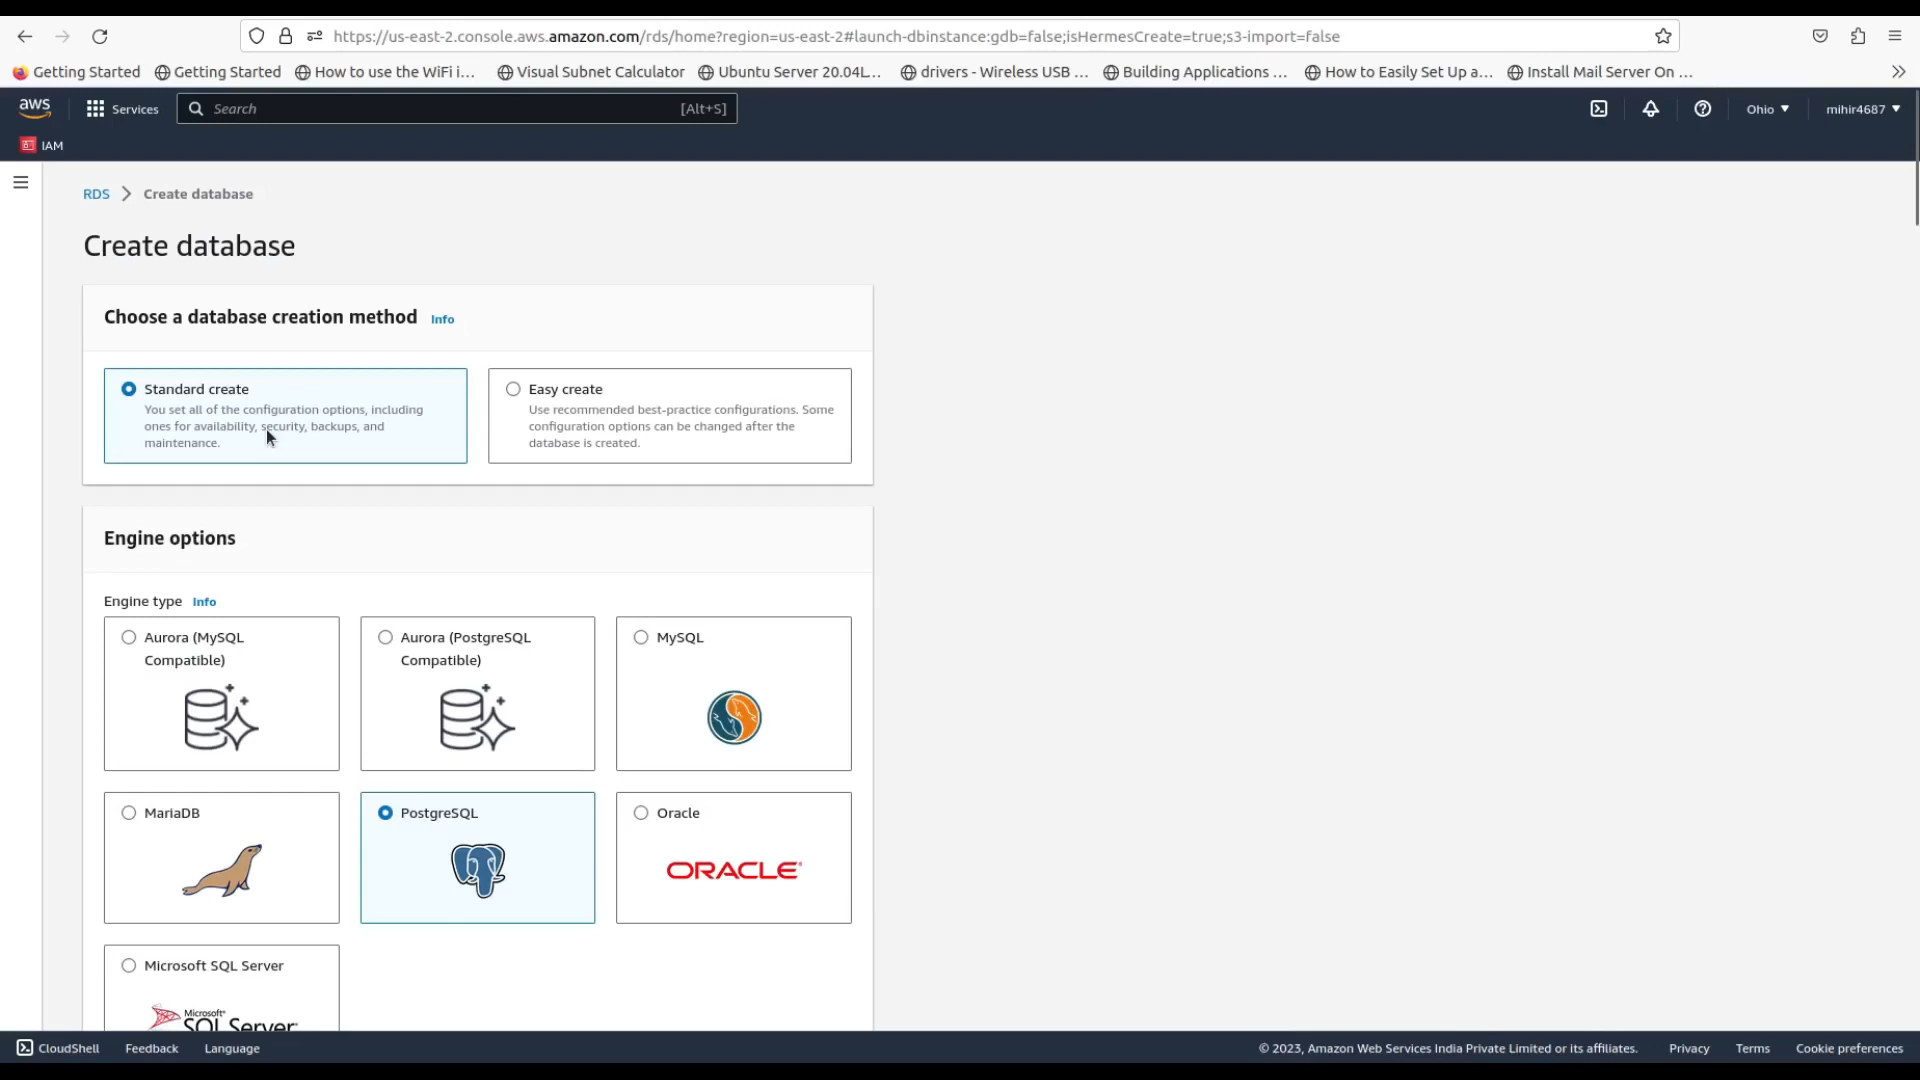 https://us-east-2.console.aws.amazon.com/rds/home?region=us-east-2#launch-dbinstance:gdb=false;isHermesCreate=true;s3-import=false
Getting Started Getting Started How to use the WiFi i... Visual Subnet Calculator Ubuntu Server 20.04L... drivers - Wireless USB ... Building Applications ... How to Easily Set Up a... Install Mail Server On ...
aws Services Search [Alt+S] Ohio mihir4687
IAM
RDS Create database
Create database
Choose a database creation method Info
Standard create
You set all of the configuration options, including
ones for availability, security, backups, and
maintenance.
Easy create
Use recommended best-practice configurations. Some
configuration options can be changed after the
database is created.
Engine options
Engine type Info
Aurora (MySQL
Compatible)
Aurora (PostgreSQL
Compatible)
MySQL
MariaDB
PostgreSQL
Oracle
ORACLE
Microsoft SQL Server
Microsoft
SQL Server
CloudShell Feedback Language © 2023, Amazon Web Services India Private Limited or its affiliates. Privacy Terms Cookie preferences